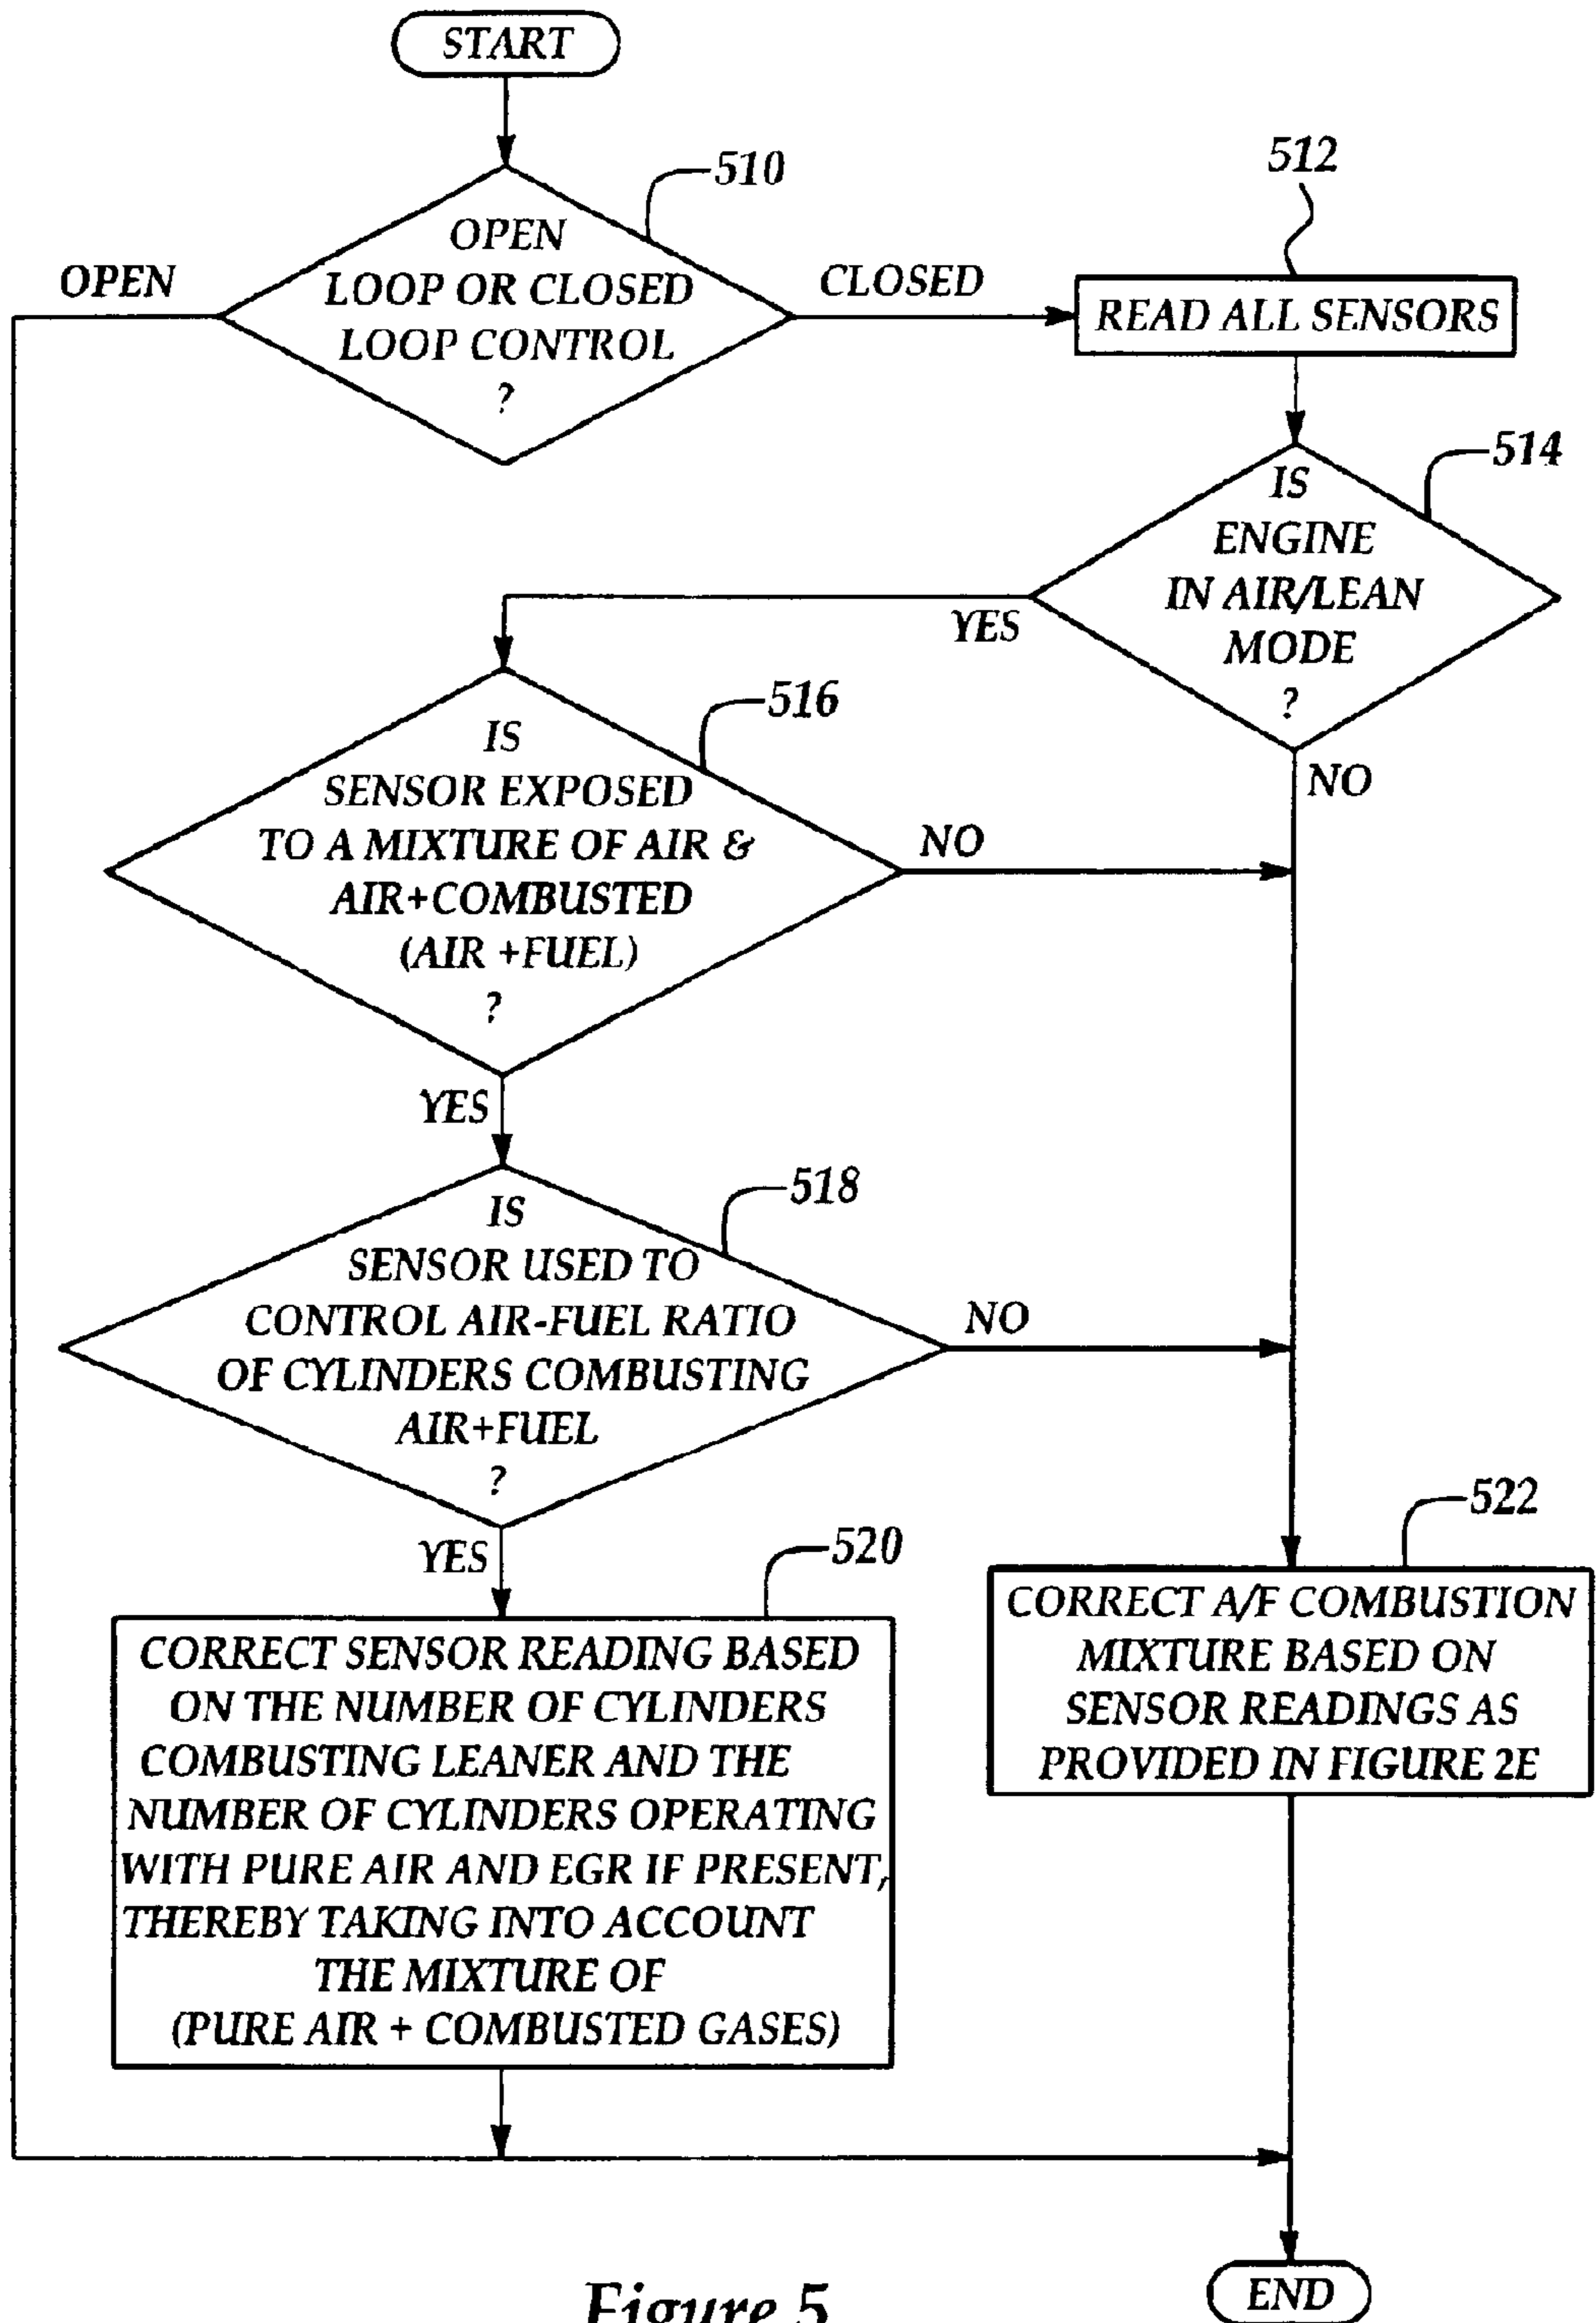 START
510
OPEN
LOOP OR CLOSED
LOOP CONTROL
?
OPEN
CLOSED
512
READ ALL SENSORS
514
IS
ENGINE
IN AIR/LEAN
MODE
?
YES
NO
516
IS
SENSOR EXPOSED
TO A MIXTURE OF AIR &
AIR+COMBUSTED
(AIR +FUEL)
?
NO
YES
518
IS
SENSOR USED TO
CONTROL AIR-FUEL RATIO
OF CYLINDERS COMBUSTING
AIR+FUEL
?
NO
YES
520
CORRECT SENSOR READING BASED
ON THE NUMBER OF CYLINDERS
COMBUSTING LEANER AND THE
NUMBER OF CYLINDERS OPERATING
WITH PURE AIR AND EGR IF PRESENT,
THEREBY TAKING INTO ACCOUNT
THE MIXTURE OF
(PURE AIR + COMBUSTED GASES)
522
CORRECT A/F COMBUSTION
MIXTURE BASED ON
SENSOR READINGS AS
PROVIDED IN FIGURE 2E
END
Figure 5